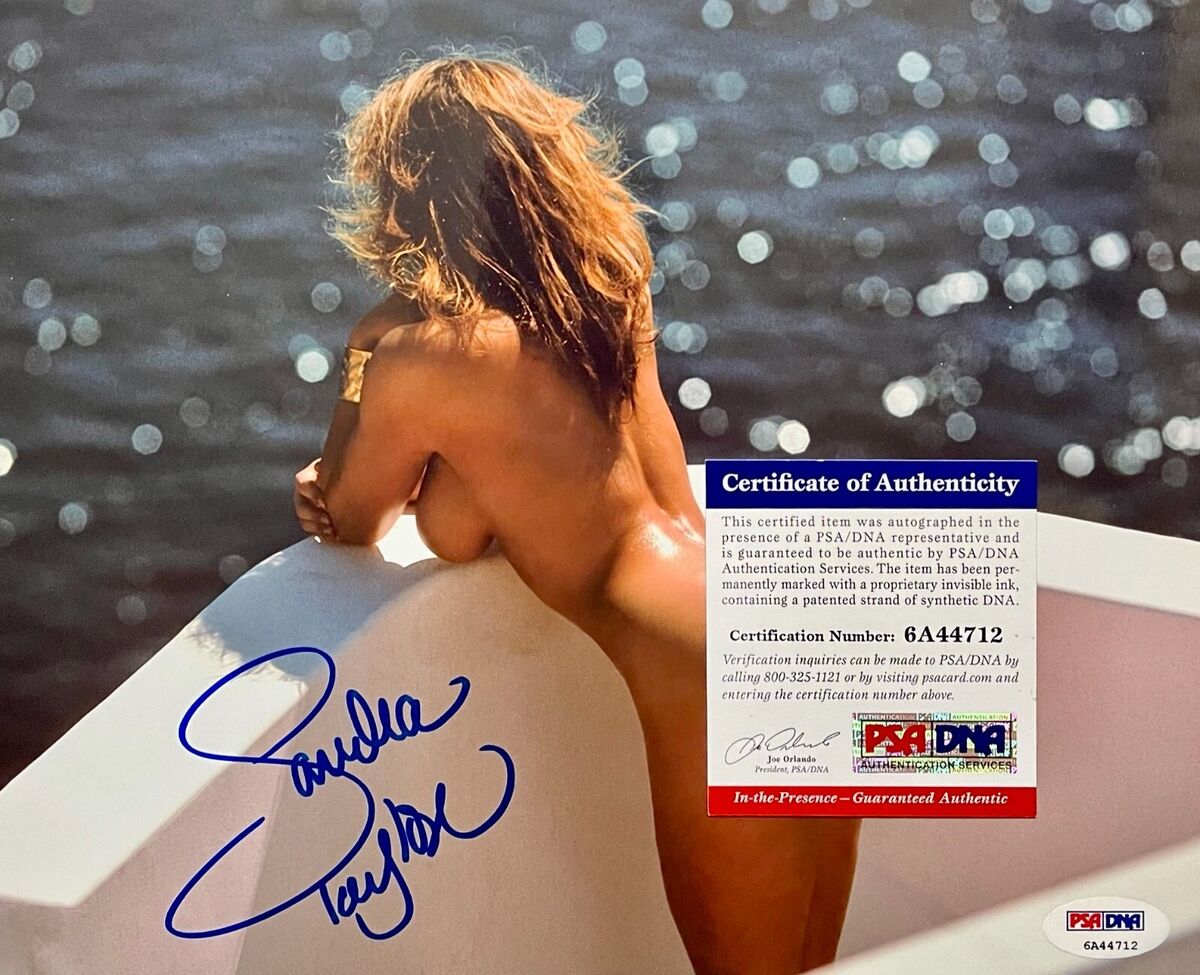 Certificate of Authenticity
This certified item was autographed in the
presence of a PSA/DNA representative and
is guaranteed to be authentic by PSA/DNA
Authentication Services. The item has been per-
manently marked with a proprietary invisible ink,
containing a patented strand of synthetic DNA.
Certification Number: 6A44712
Verification inquiries can be made to PSA/DNA by
calling 800-325-1121 or by visiting psacard.com and
entering the certification number above.
Joe Orlando
President, PSA/DNA
PSA DNA
AUTHENTICATION SERVICES
In-the-Presence—Guaranteed Authentic
Sandra
Taylor
PSA DNA
6A44712